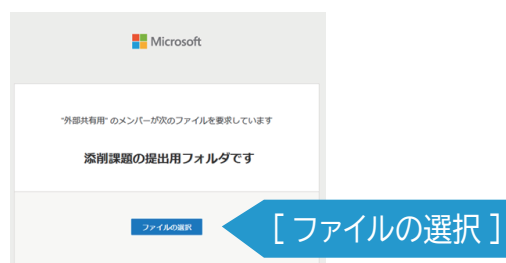 Microsoft
"外部共有用" のメンバーが次のファイルを要求しています
添削課題の提出用フォルダです
ファイルの選択
[ ファイルの選択 ]